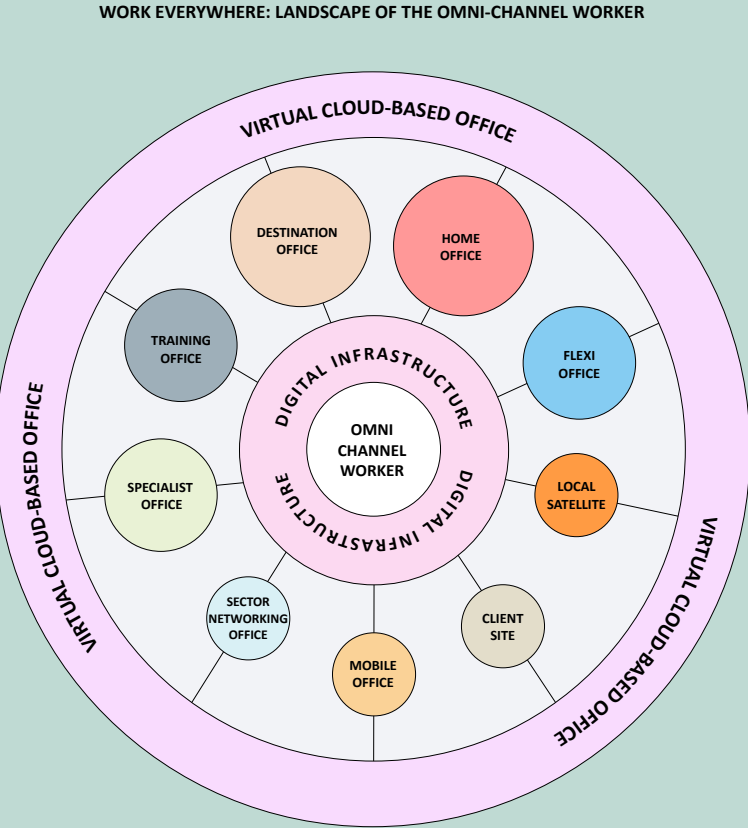 WORK EVERYWHERE: LANDSCAPE OF THE OMNI-CHANNEL WORKER
VIRTUAL CLOUD-BASED OFFICE
DESTINATION
OFFICE
HOME
OFFICE
TRAINING
OFFICE
FLEXI
OFFICE
DIGITAL INFRASTRUCTURE
OMNI
CHANNEL
WORKER
DIGITAL INFRASTRUCTURE
SPECIALIST
OFFICE
LOCAL
SATELLITE
SECTOR
NETWORKING
OFFICE
CLIENT
SITE
MOBILE
OFFICE
VIRTUAL CLOUD-BASED OFFICE
VIRTUAL CLOUD-BASED OFFICE